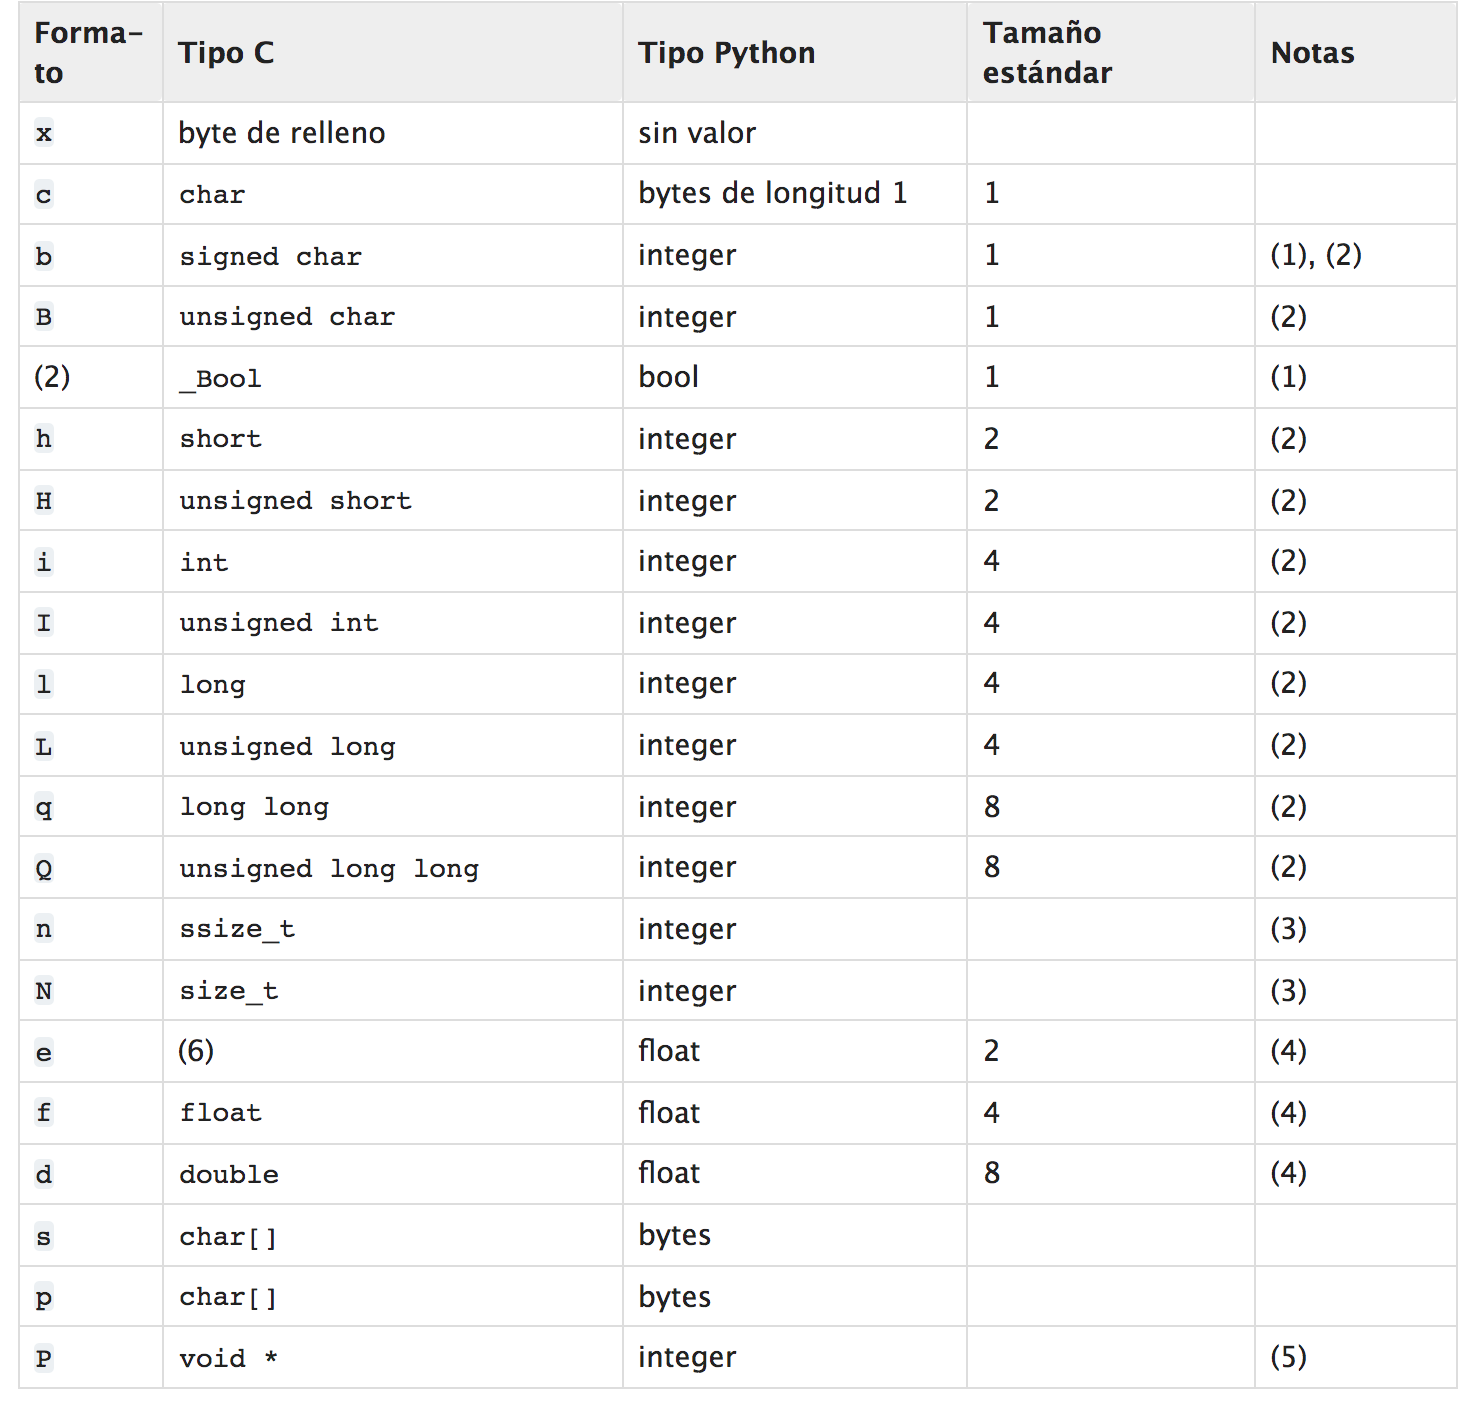 Forma-
to Tipo C Tipo Python Tamaño
estándar Notas
x byte de relleno sin valor
c char bytes de longitud 1 1
b signed char integer 1 (1), (2)
B unsigned char integer 1 (2)
(2) _Bool bool 1 (1)
h short integer 2 (2)
H unsigned short integer 2 (2)
i int integer 4 (2)
I unsigned int integer 4 (2)
l long integer 4 (2)
L unsigned long integer 4 (2)
q long long integer 8 (2)
Q unsigned long long integer 8 (2)
n ssize_t integer (3)
N size_t integer (3)
e (6) float 2 (4)
f float float 4 (4)
d double float 8 (4)
s char[] bytes
p char[] bytes
P void * integer (5)